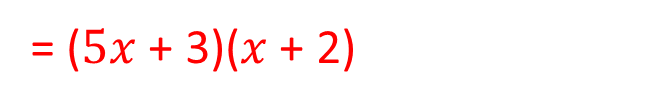 = (5x + 3)(x + 2)